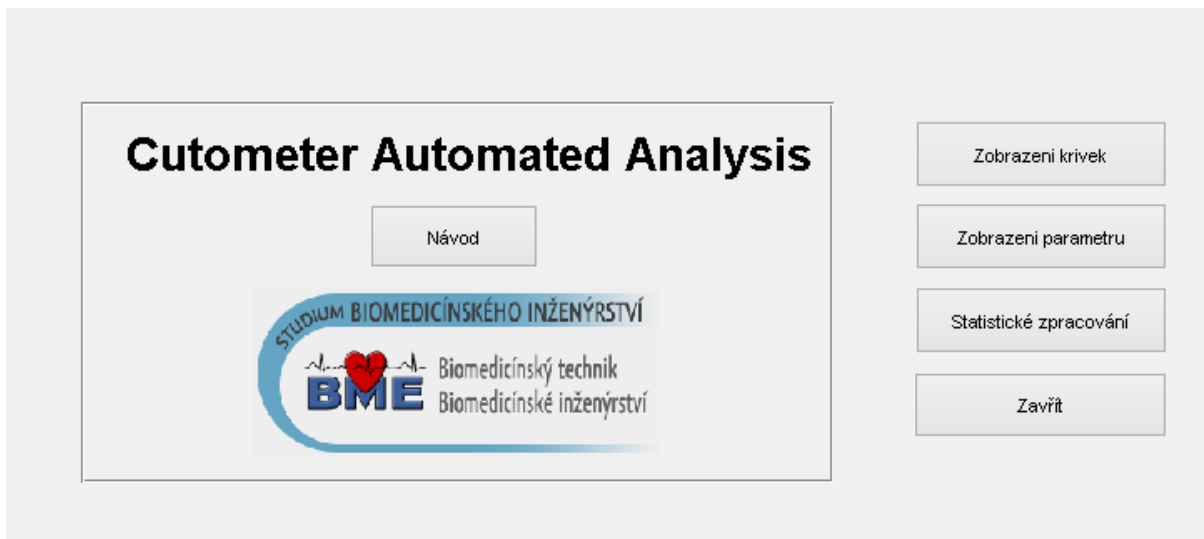 Cutometer Automated Analysis
Návod
STUDIUM BIOMEDICÍNSKÉHO INŽENÝRSTVÍ
BME
Biomedicínský technik
Biomedicínské inženýrství
Zobrazeni krivek
Zobrazeni parametru
Statistické zpracování
Zavřít